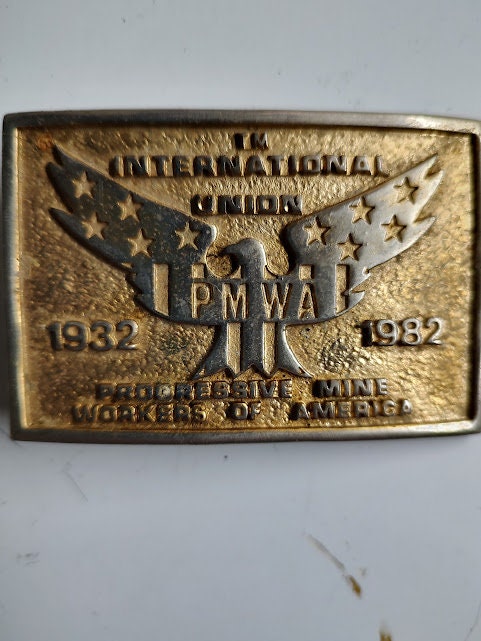 TM
INTERNATIONAL
UNION
PMWA
1932 1982
PROGRESSIVE MINE
WORKERS OF AMERICA